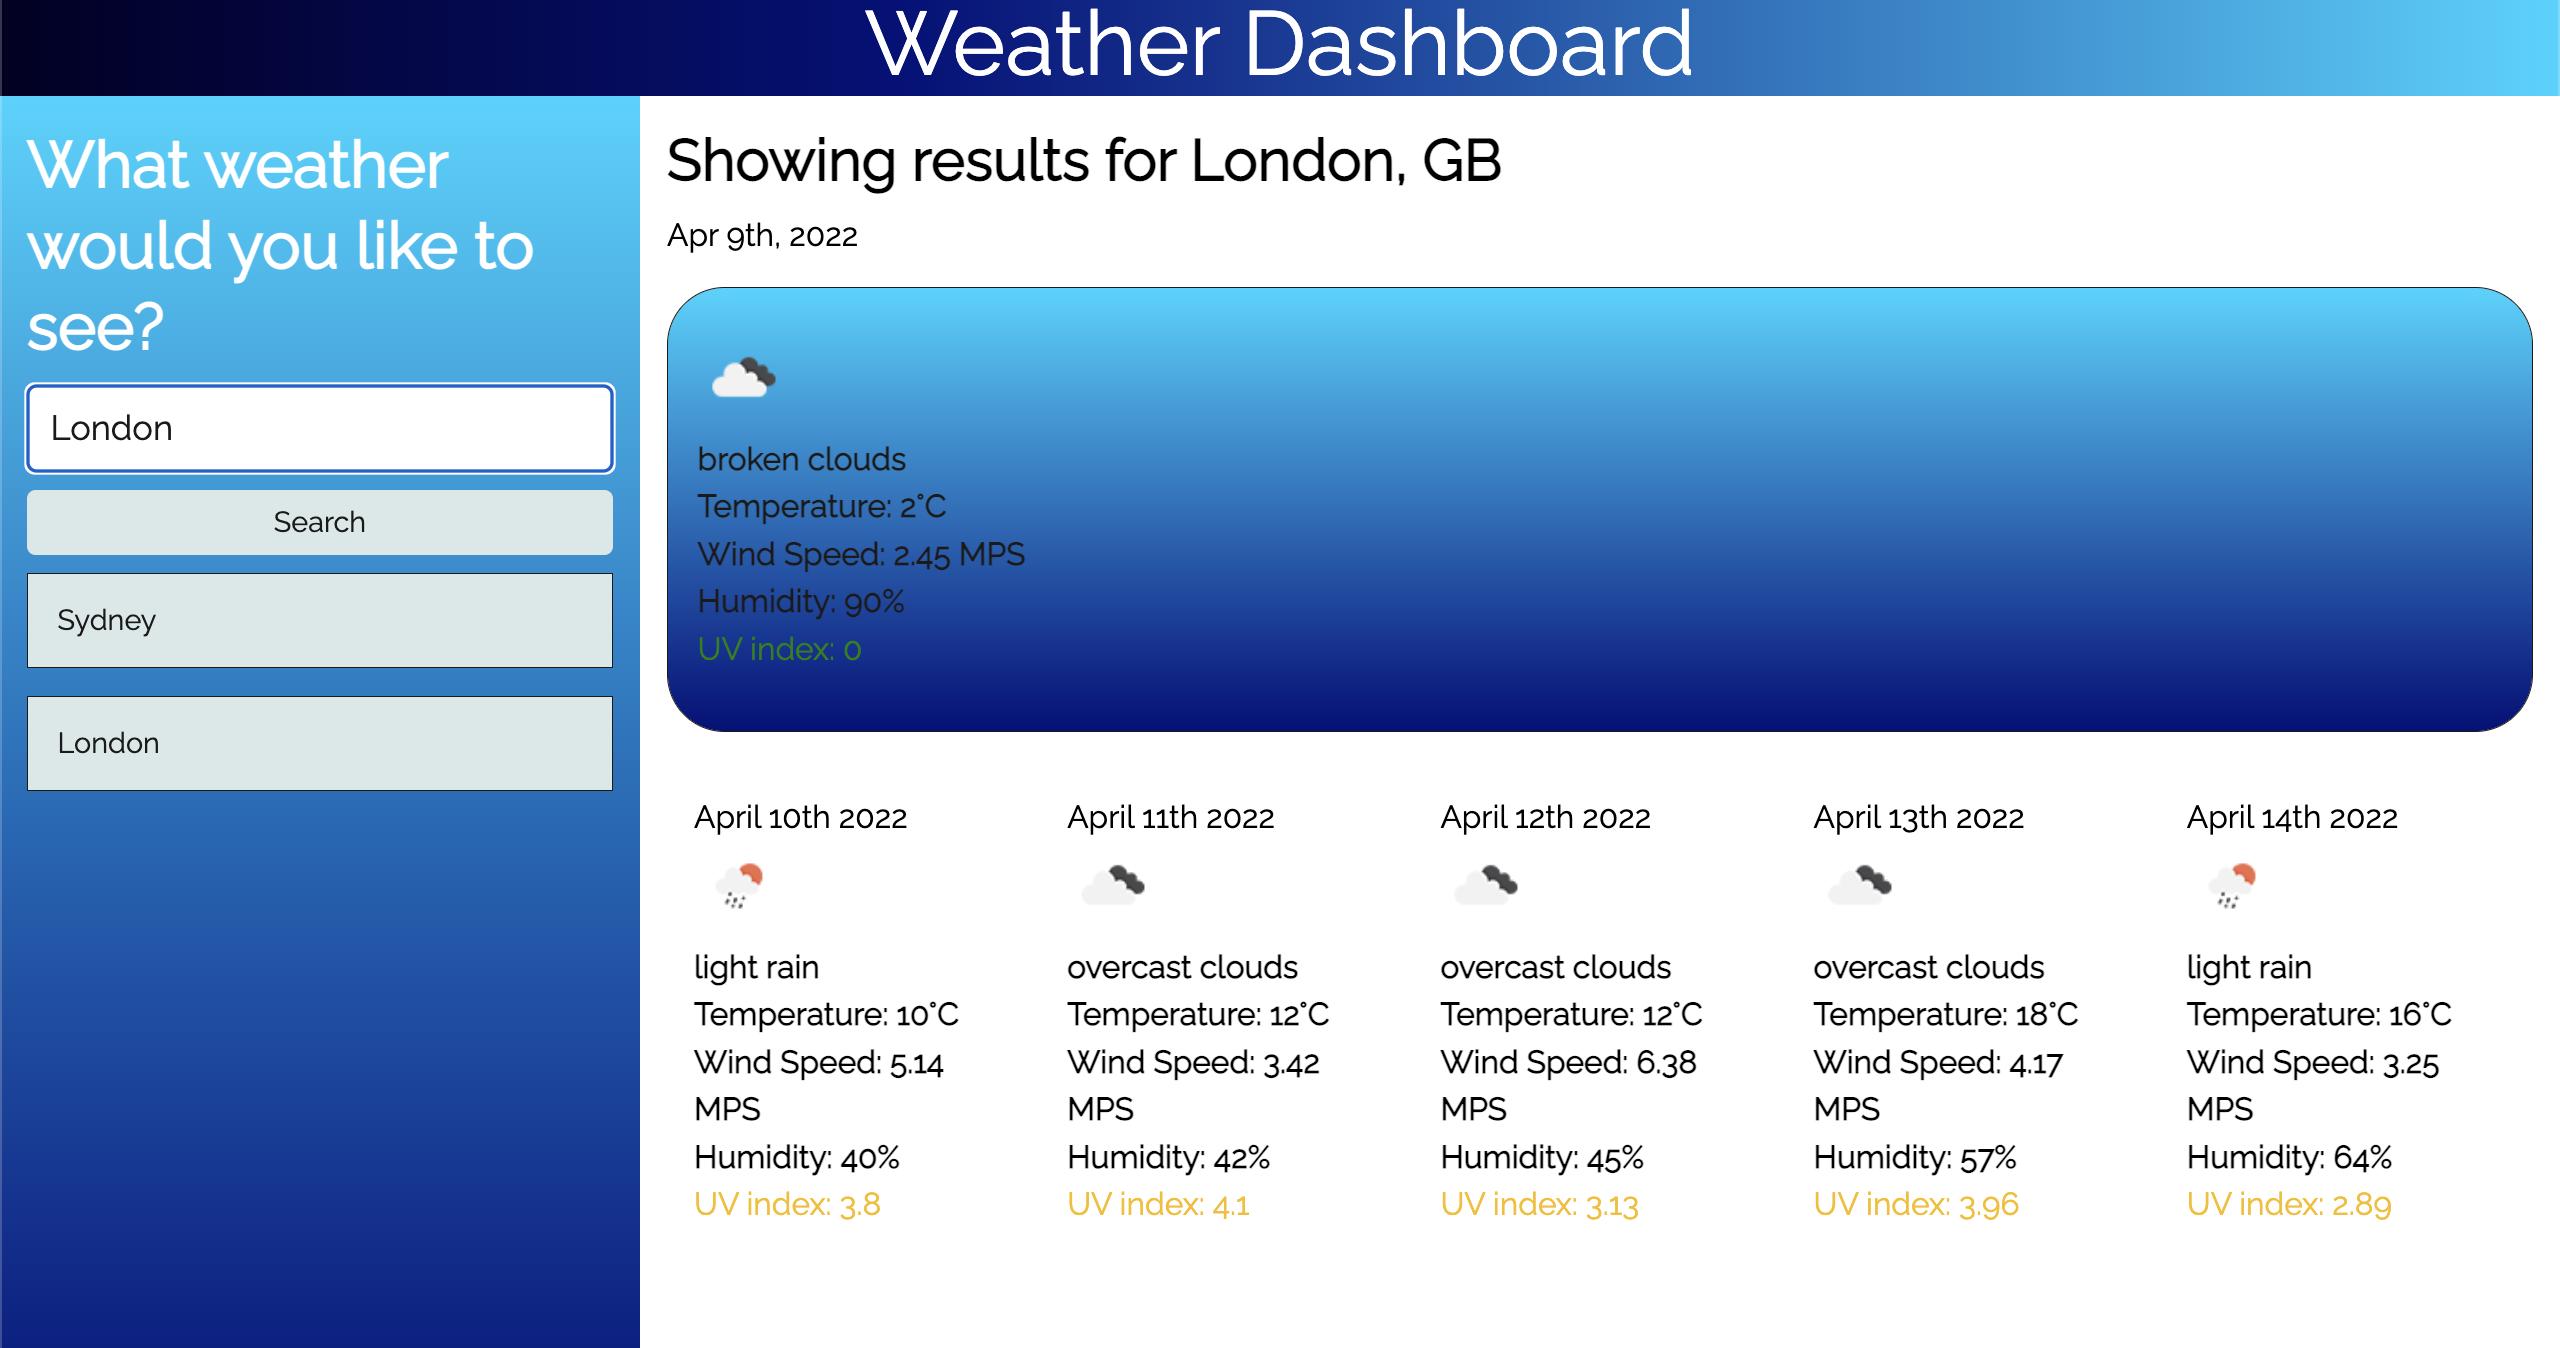 Weather Dashboard
What weather
would you like to
see?
London
Search
Sydney
London
Showing results for London, GB
Apr 9th, 2022
broken clouds
Temperature: 2°C
Wind Speed: 2.45 MPS
Humidity: 90%
UV index: 0
April 10th 2022
light rain
Temperature: 10°C
Wind Speed: 5.14
MPS
Humidity: 40%
UV index: 3.8
April 11th 2022
overcast clouds
Temperature: 12°C
Wind Speed: 3.42
MPS
Humidity: 42%
UV index: 4.1
April 12th 2022
overcast clouds
Temperature: 12°C
Wind Speed: 6.38
MPS
Humidity: 45%
UV index: 3.13
April 13th 2022
overcast clouds
Temperature: 18°C
Wind Speed: 4.17
MPS
Humidity: 57%
UV index: 3.96
April 14th 2022
light rain
Temperature: 16°C
Wind Speed: 3.25
MPS
Humidity: 64%
UV index: 2.89